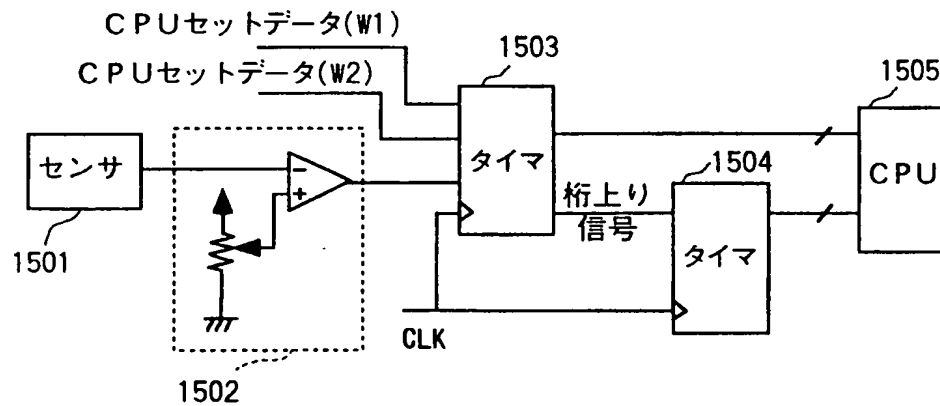 CPUセットデータ(W1)
CPUセットデータ(W2)
1503
1505
センサ
-
+
タイマ
1504
CPU
桁上り
信号
タイマ
1501
CLK
1502